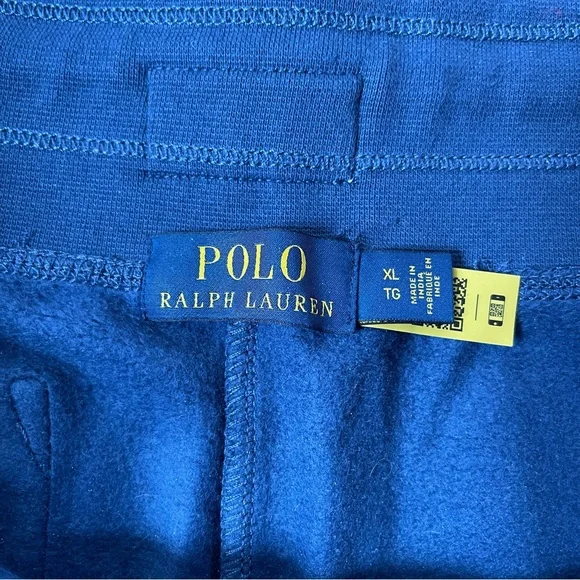 POLO
RALPH LAUREN
XL
TG
MADE IN
INDIA
FABRIQUÉ EN
INDE